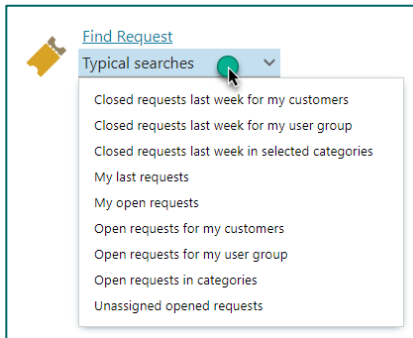 Find Request
Typical searches
Closed requests last week for my customers
Closed requests last week for my user group
Closed requests last week in selected categories
My last requests
My open requests
Open requests for my customers
Open requests for my user group
Open requests in categories
Unassigned opened requests